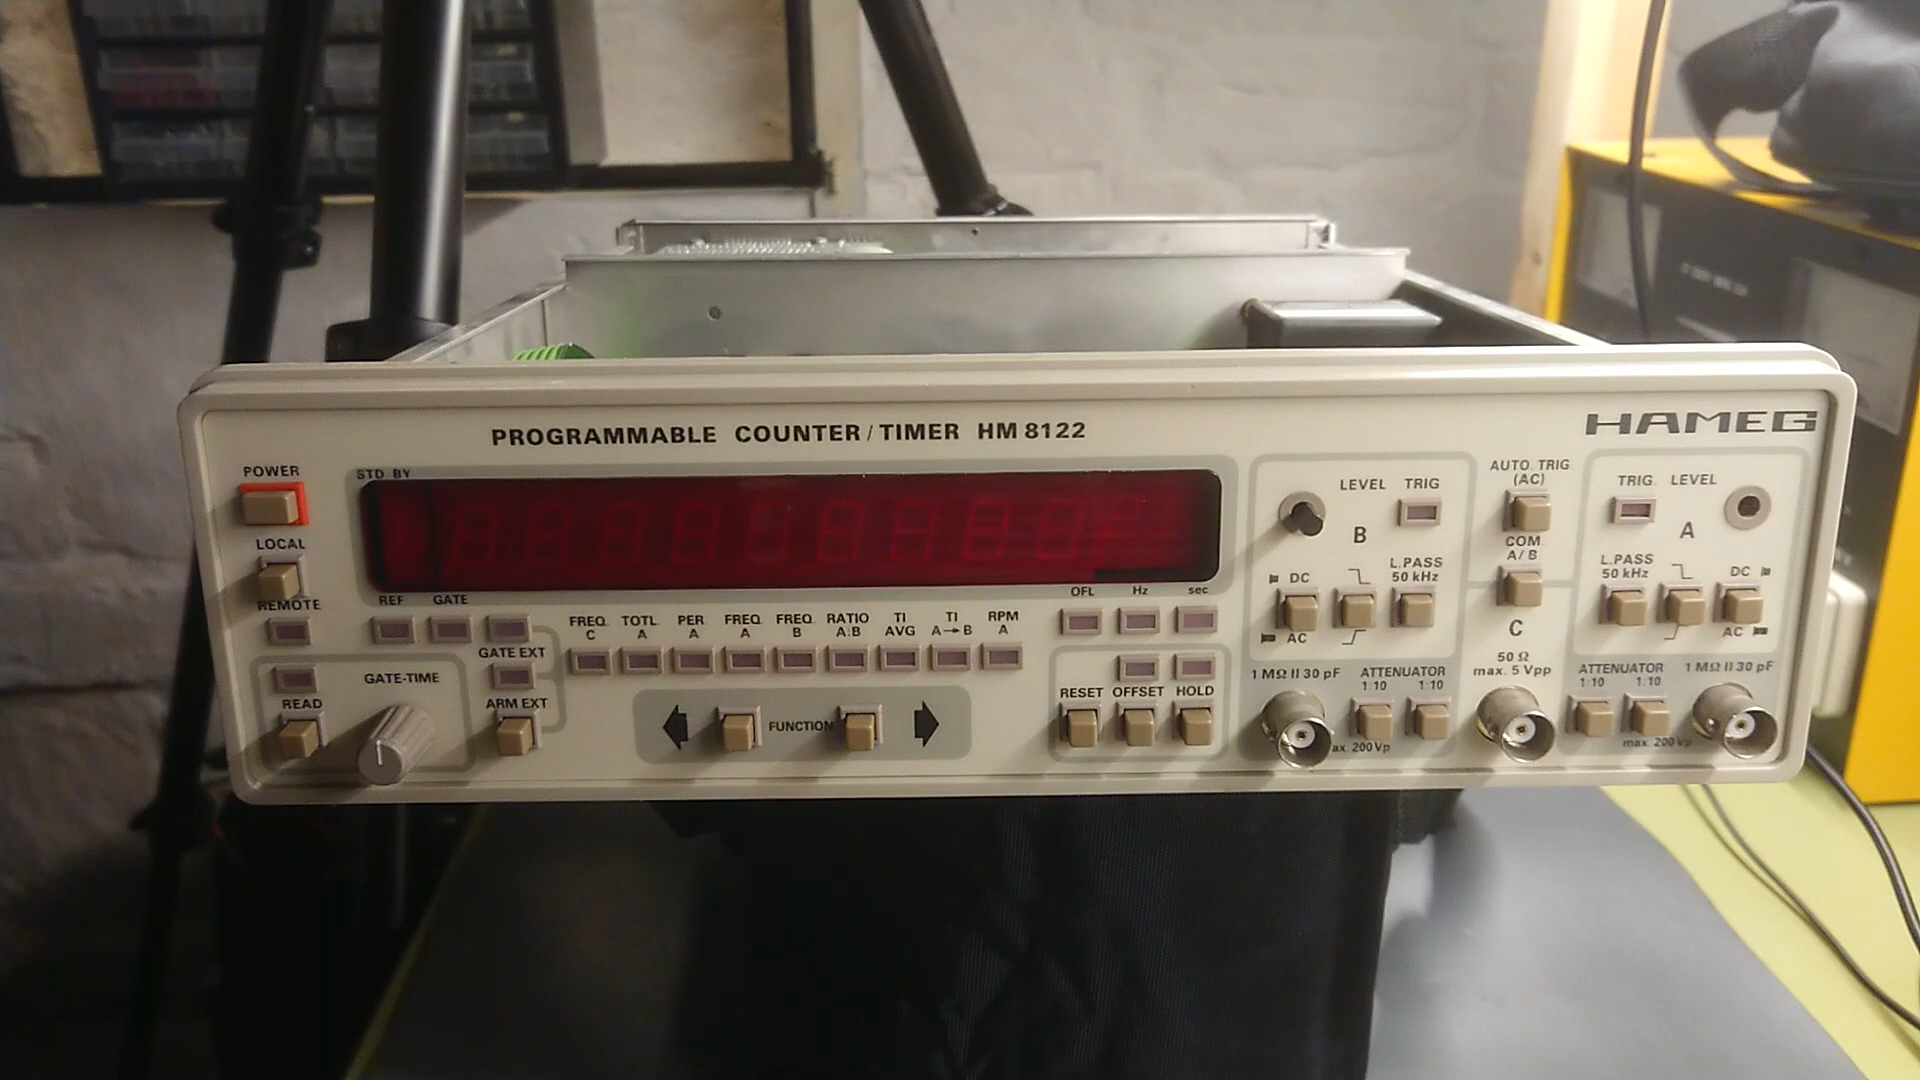 PROGRAMMABLE COUNTER / TIMER HM 8122
HAMEG
POWER
STD BY
LOCAL
REMOTE
REF GATE
GATE EXT
READ
GATE-TIME
ARM EXT
FREQ. C
TOTL A
PER A
FREQ. A
FREQ. B
RATIO A:B
TI AVG
TI A→B
RPM A
FUNCTION
OFL Hz sec
RESET OFFSET HOLD
LEVEL TRIG
B
DC
AC
L.PASS
50 kHz
1 MΩ II 30 pF
ATTENUATOR
1:10 1:10
ax. 200 Vp
AUTO. TRIG
(AC)
COM.
A / B
C
50 Ω
max. 5 Vpp
TRIG. LEVEL
A
L.PASS
50 kHz
DC
AC
ATTENUATOR
1:10 1:10
1 MΩ II 30 pF
max. 200 Vp